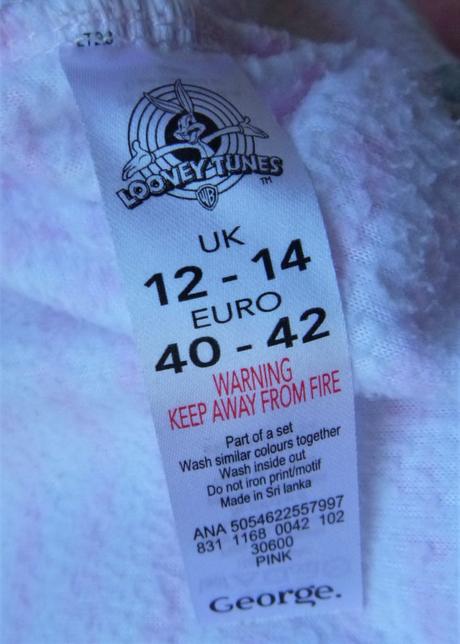 LOONEY TUNES
TM
WB
UK
12 - 14
EURO
40 - 42
WARNING
KEEP AWAY FROM FIRE
Part of a set
Wash similar colours together
Wash inside out
Do not iron print/motif
Made in Sri lanka
ANA 5054622557997
831 1168 0042 102
30600
PINK
George.